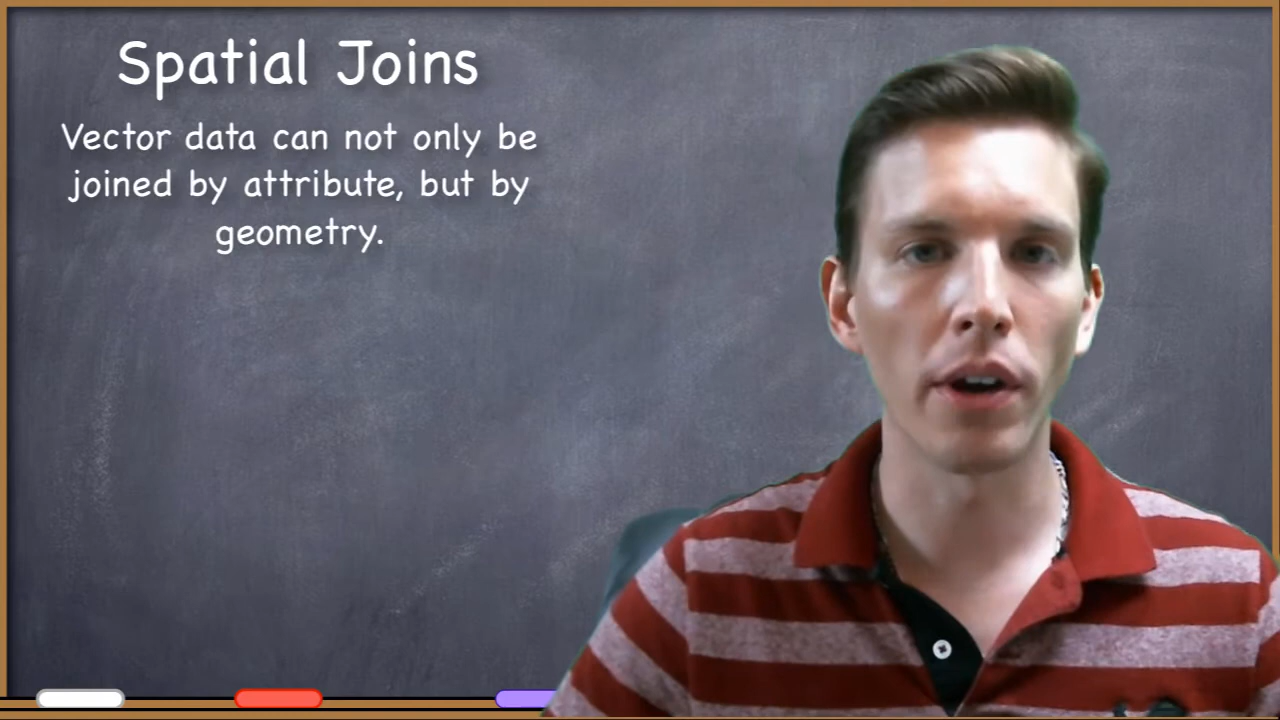 Spatial Joins
Vector data can not only be
joined by attribute, but by
geometry.